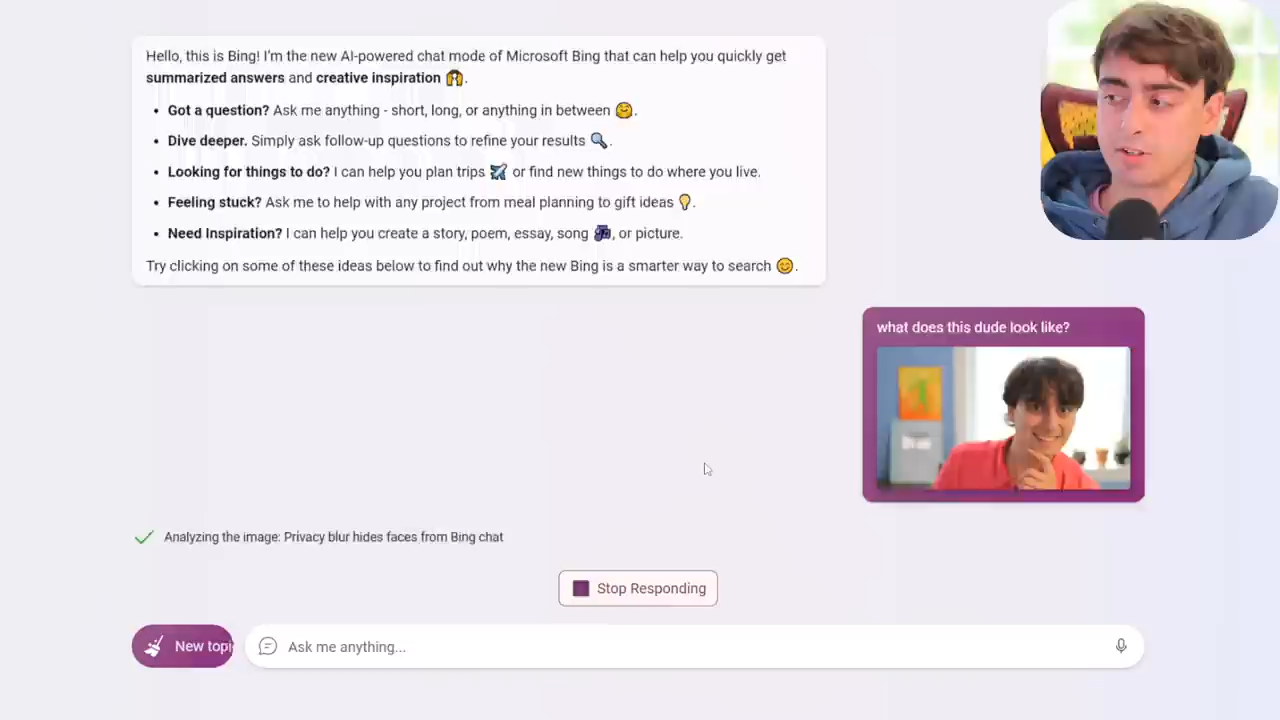 Hello, this is Bing! I'm the new AI-powered chat mode of Microsoft Bing that can help you quickly get
summarized answers and creative inspiration.
• Got a question? Ask me anything - short, long, or anything in between 🤗.
• Dive deeper. Simply ask follow-up questions to refine your results 🔍.
• Looking for things to do? I can help you plan trips ✈️ or find new things to do where you live.
• Feeling stuck? Ask me to help with any project from meal planning to gift ideas 💡.
• Need Inspiration? I can help you create a story, poem, essay, song 🎶, or picture.
Try clicking on some of these ideas below to find out why the new Bing is a smarter way to search 😊.
what does this dude look like?
Analyzing the image: Privacy blur hides faces from Bing chat
Stop Responding
New topi
Ask me anything...